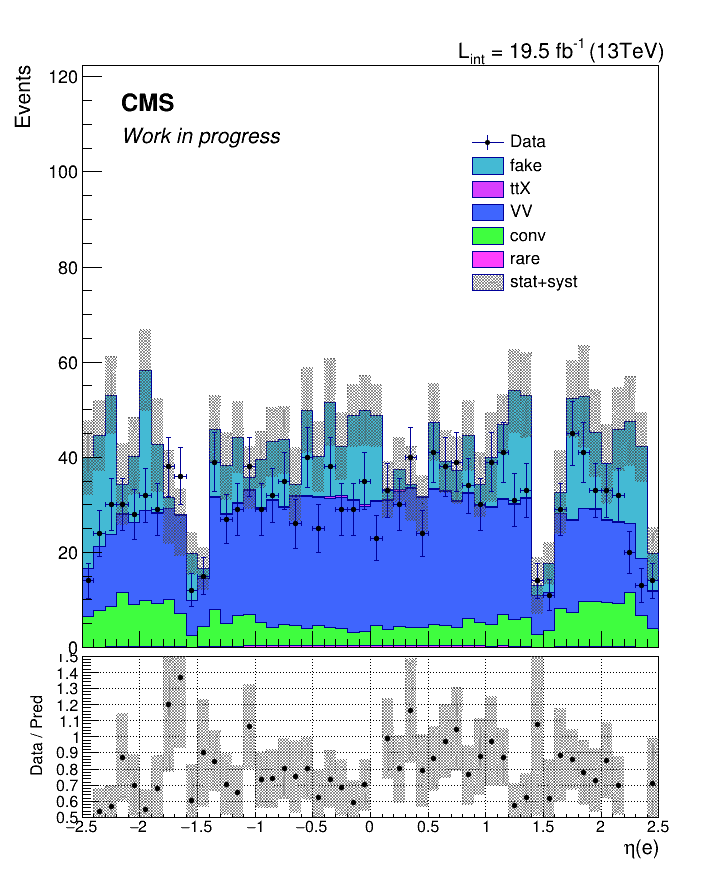 L_int = 19.5 fb^-1 (13TeV)
Events
120
CMS
Work in progress
Data
100
fake
ttX
VV
conv
80
rare
stat+syst
60
40
20
0
Data / Pred
1.5
1.4
1.3
1.2
1.1
1
0.9
0.8
0.7
0.6
0.5
−2.5 −2 −1.5 −1 −0.5 0 0.5 1 1.5 2 2.5
η(e)